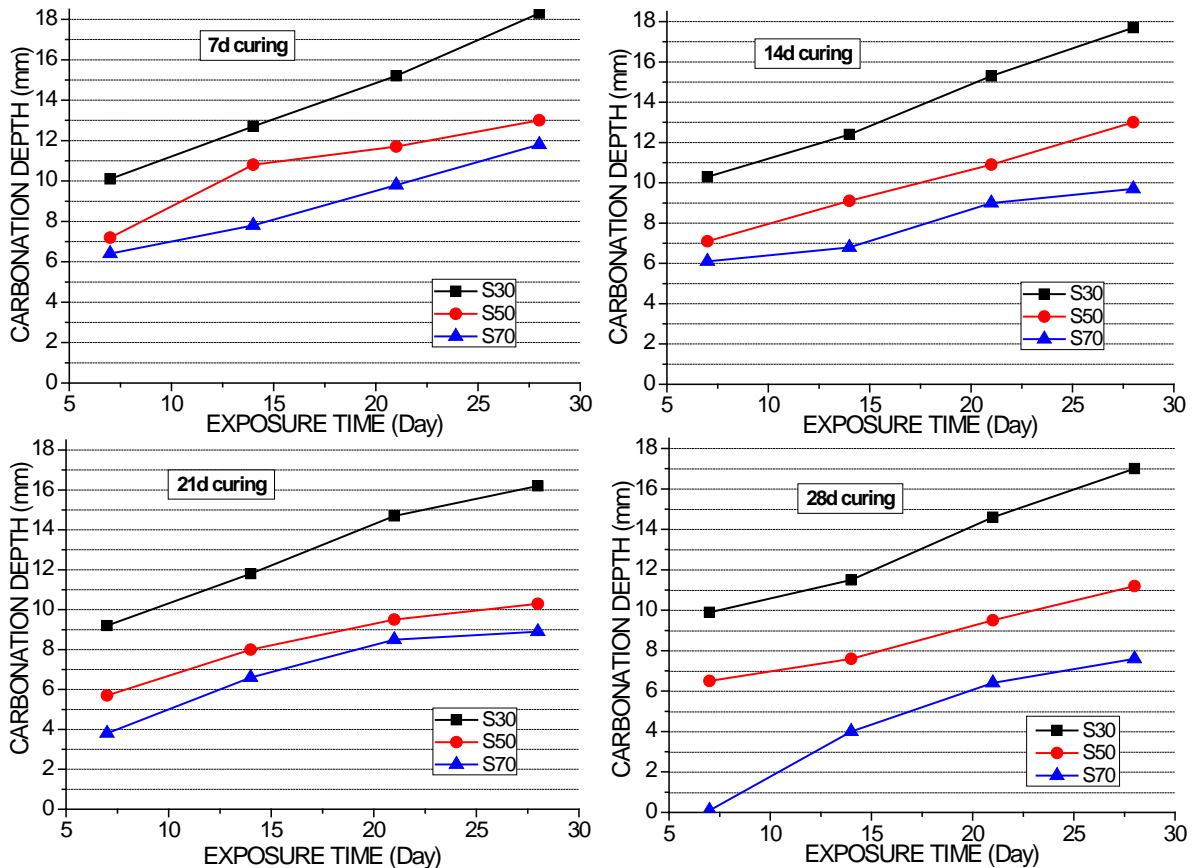 CARBONATION DEPTH (mm)
18
16
14
12
10
8
6
4
2
0
7d curing
S30
S50
S70
5 10 15 20 25 30
EXPOSURE TIME (Day)
CARBONATION DEPTH (mm)
18
16
14
12
10
8
6
4
2
0
14d curing
S30
S50
S70
5 10 15 20 25 30
EXPOSURE TIME (Day)
CARBONATION DEPTH (mm)
18
16
14
12
10
8
6
4
2
0
21d curing
S30
S50
S70
5 10 15 20 25 30
EXPOSURE TIME (Day)
CARBONATION DEPTH (mm)
18
16
14
12
10
8
6
4
2
0
28d curing
S30
S50
S70
5 10 15 20 25 30
EXPOSURE TIME (Day)